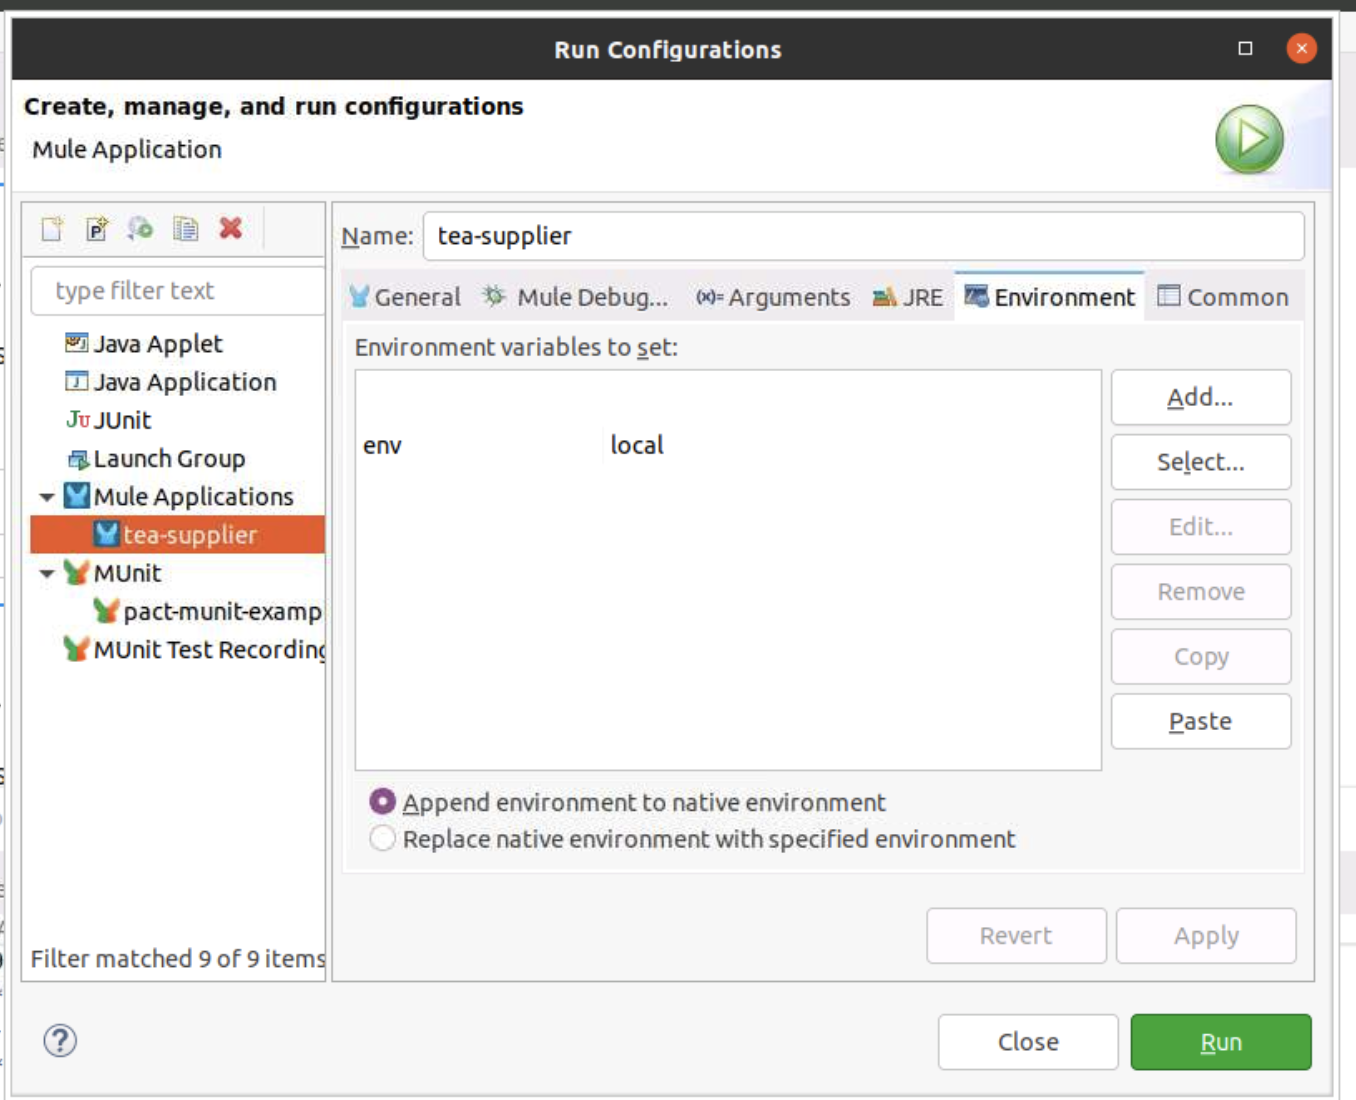 Run Configurations
Create, manage, and run configurations
Mule Application
type filter text
Java Applet
Java Application
JUnit
Launch Group
Mule Applications
tea-supplier
MUnit
pact-munit-examp
MUnit Test Recording
Filter matched 9 of 9 items
Name: tea-supplier
General Mule Debug... (x)= Arguments JRE Environment Common
Environment variables to set:
env local
Add...
Select...
Edit...
Remove
Copy
Paste
Append environment to native environment
Replace native environment with specified environment
Revert Apply
Close Run